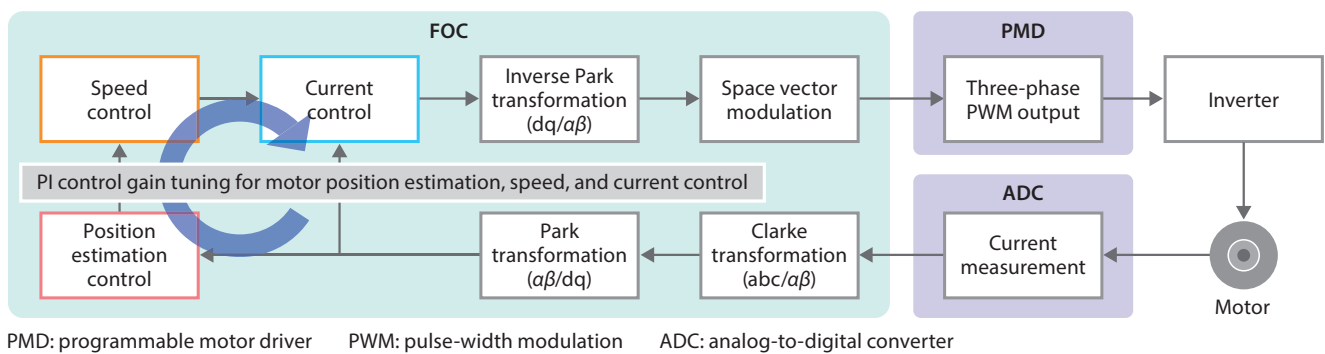 FOC
PMD
Speed
control
Current
control
Inverse Park
transformation
(dq/αβ)
Space vector
modulation
Three-phase
PWM output
Inverter
PI control gain tuning for motor position estimation, speed, and current control
ADC
Position
estimation
control
Park
transformation
(αβ/dq)
Clarke
transformation
(abc/αβ)
Current
measurement
Motor
PMD: programmable motor driver PWM: pulse-width modulation ADC: analog-to-digital converter